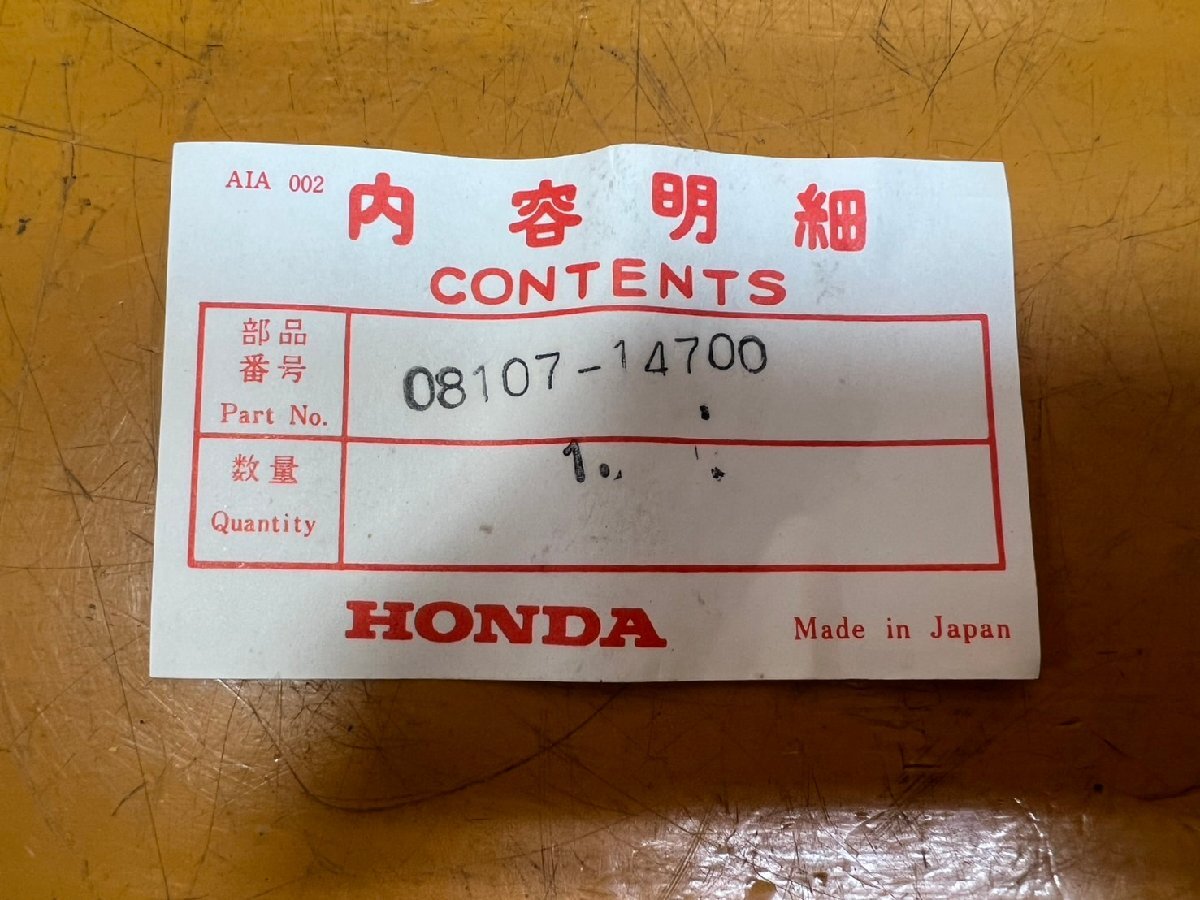 AIA 002
内容明細
CONTENTS
部品
番号
Part No.
08107-14700
数量
Quantity
1.
HONDA
Made in Japan